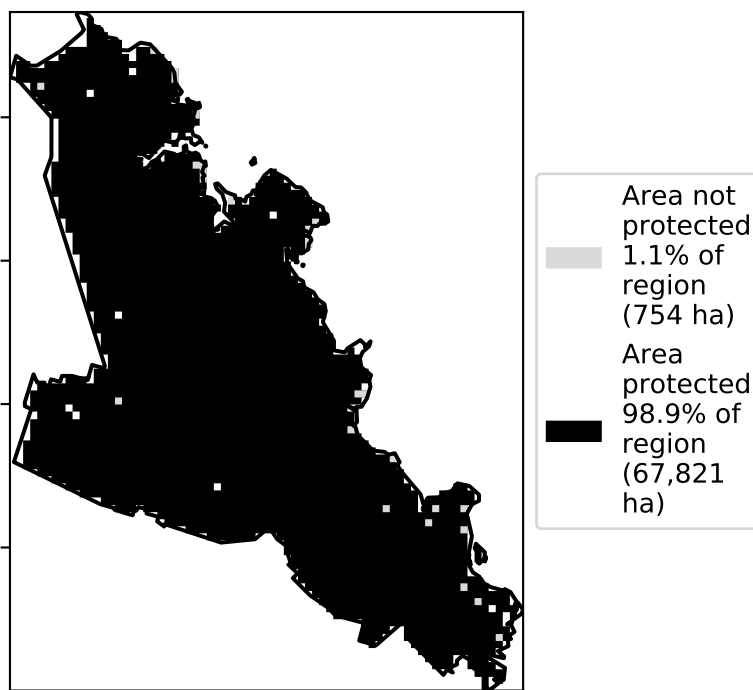 Area not
protected
1.1% of
region
(754 ha)
Area
protected
98.9% of
region
(67,821
ha)